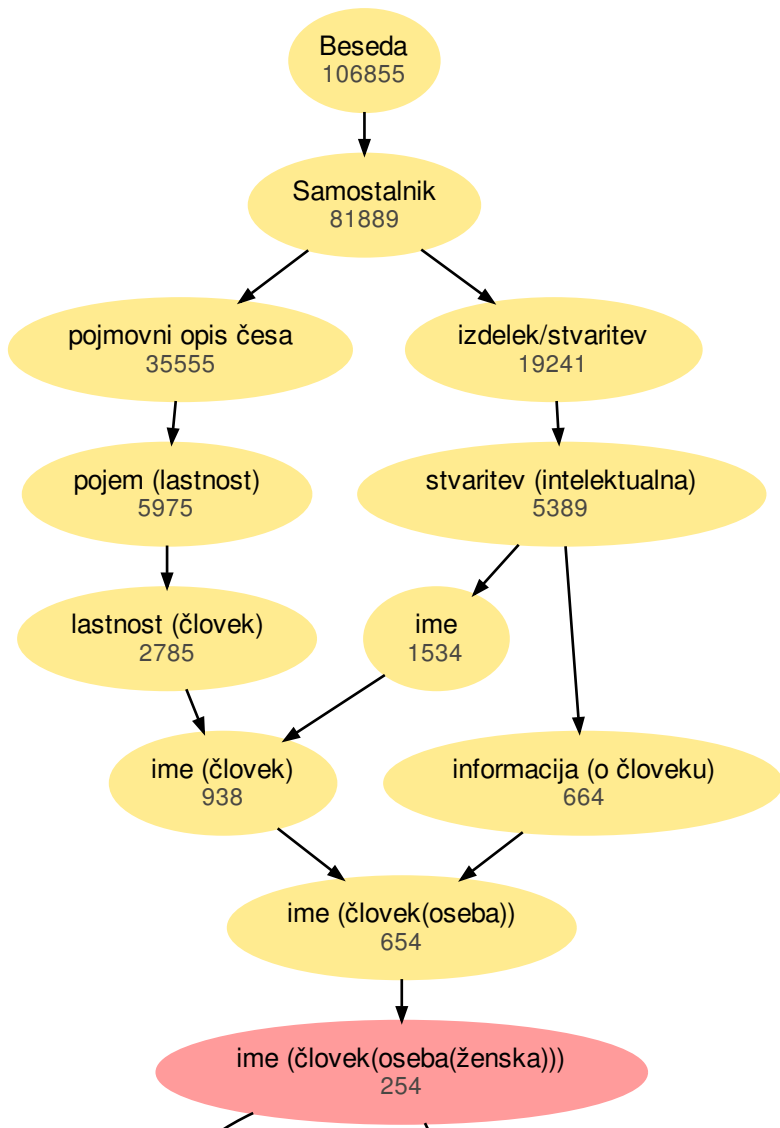 Beseda
106855
Samostalnik
81889
pojmovni opis česa
35555
izdelek/stvaritev
19241
pojem (lastnost)
5975
stvaritev (intelektualna)
5389
lastnost (človek)
2785
ime
1534
ime (človek)
938
informacija (o človeku)
664
ime (človek(oseba))
654
ime (človek(oseba(ženska)))
254